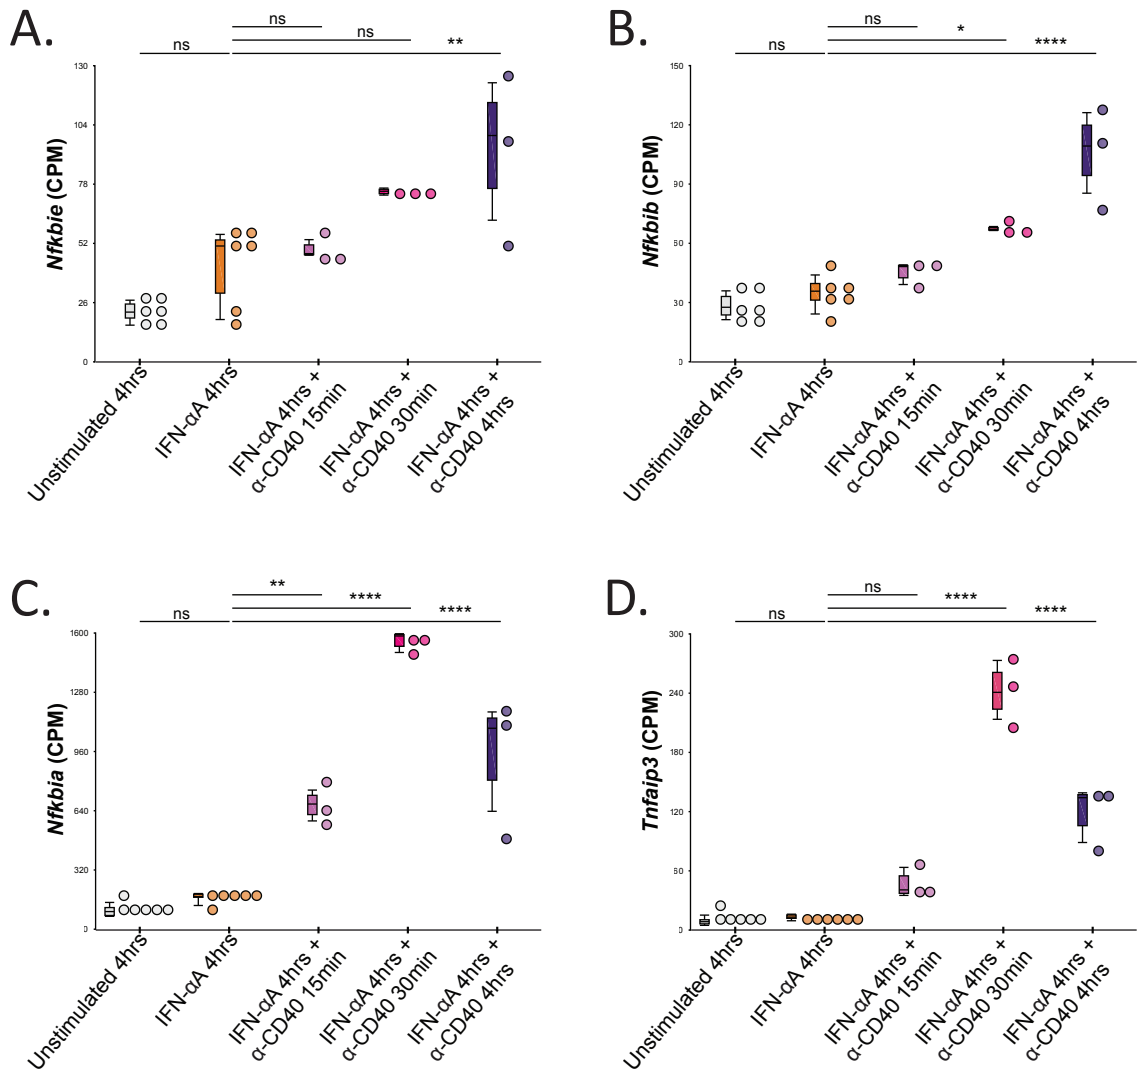 A.
ns
ns
ns
**
130
104
78
52
26
0
Nfkbie (CPM)
Unstimulated 4hrs
IFN-αA 4hrs
IFN-αA 4hrs +
α-CD40 15min
IFN-αA 4hrs +
α-CD40 30min
IFN-αA 4hrs +
α-CD40 4hrs
B.
ns
*
ns
****
150
120
90
60
30
0
Nfkbib (CPM)
Unstimulated 4hrs
IFN-αA 4hrs
IFN-αA 4hrs +
α-CD40 15min
IFN-αA 4hrs +
α-CD40 30min
IFN-αA 4hrs +
α-CD40 4hrs
C.
**
****
ns
****
1600
1280
960
640
320
0
Nfkbia (CPM)
Unstimulated 4hrs
IFN-αA 4hrs
IFN-αA 4hrs +
α-CD40 15min
IFN-αA 4hrs +
α-CD40 30min
IFN-αA 4hrs +
α-CD40 4hrs
D.
ns
****
ns
****
300
240
180
120
60
0
Tnfaip3 (CPM)
Unstimulated 4hrs
IFN-αA 4hrs
IFN-αA 4hrs +
α-CD40 15min
IFN-αA 4hrs +
α-CD40 30min
IFN-αA 4hrs +
α-CD40 4hrs